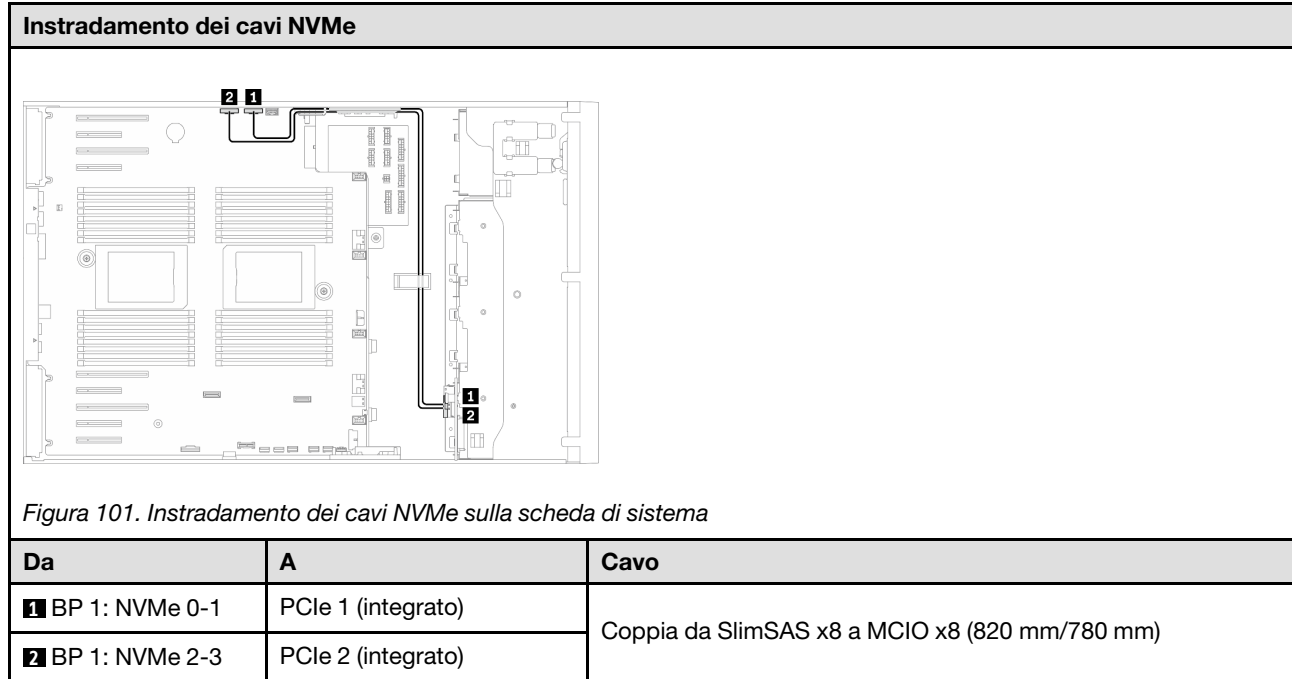 Instradamento dei cavi NVMe
2 1
1
2
Figura 101. Instradamento dei cavi NVMe sulla scheda di sistema
Da A Cavo
1 BP 1: NVMe 0-1 PCIe 1 (integrato)
Coppia da SlimSAS x8 a MCIO x8 (820 mm/780 mm)
2 BP 1: NVMe 2-3 PCIe 2 (integrato)